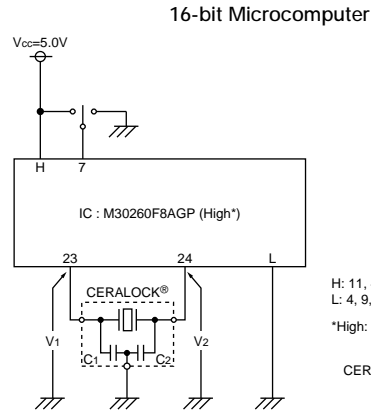 16-bit Microcomputer
Vcc=5.0V
H 7
IC : M30260F8AGP (High*)
23 24 L
CERALOCK®
H: 11,
L: 4, 9,
*High:
V1 C1 C2 V2
CER